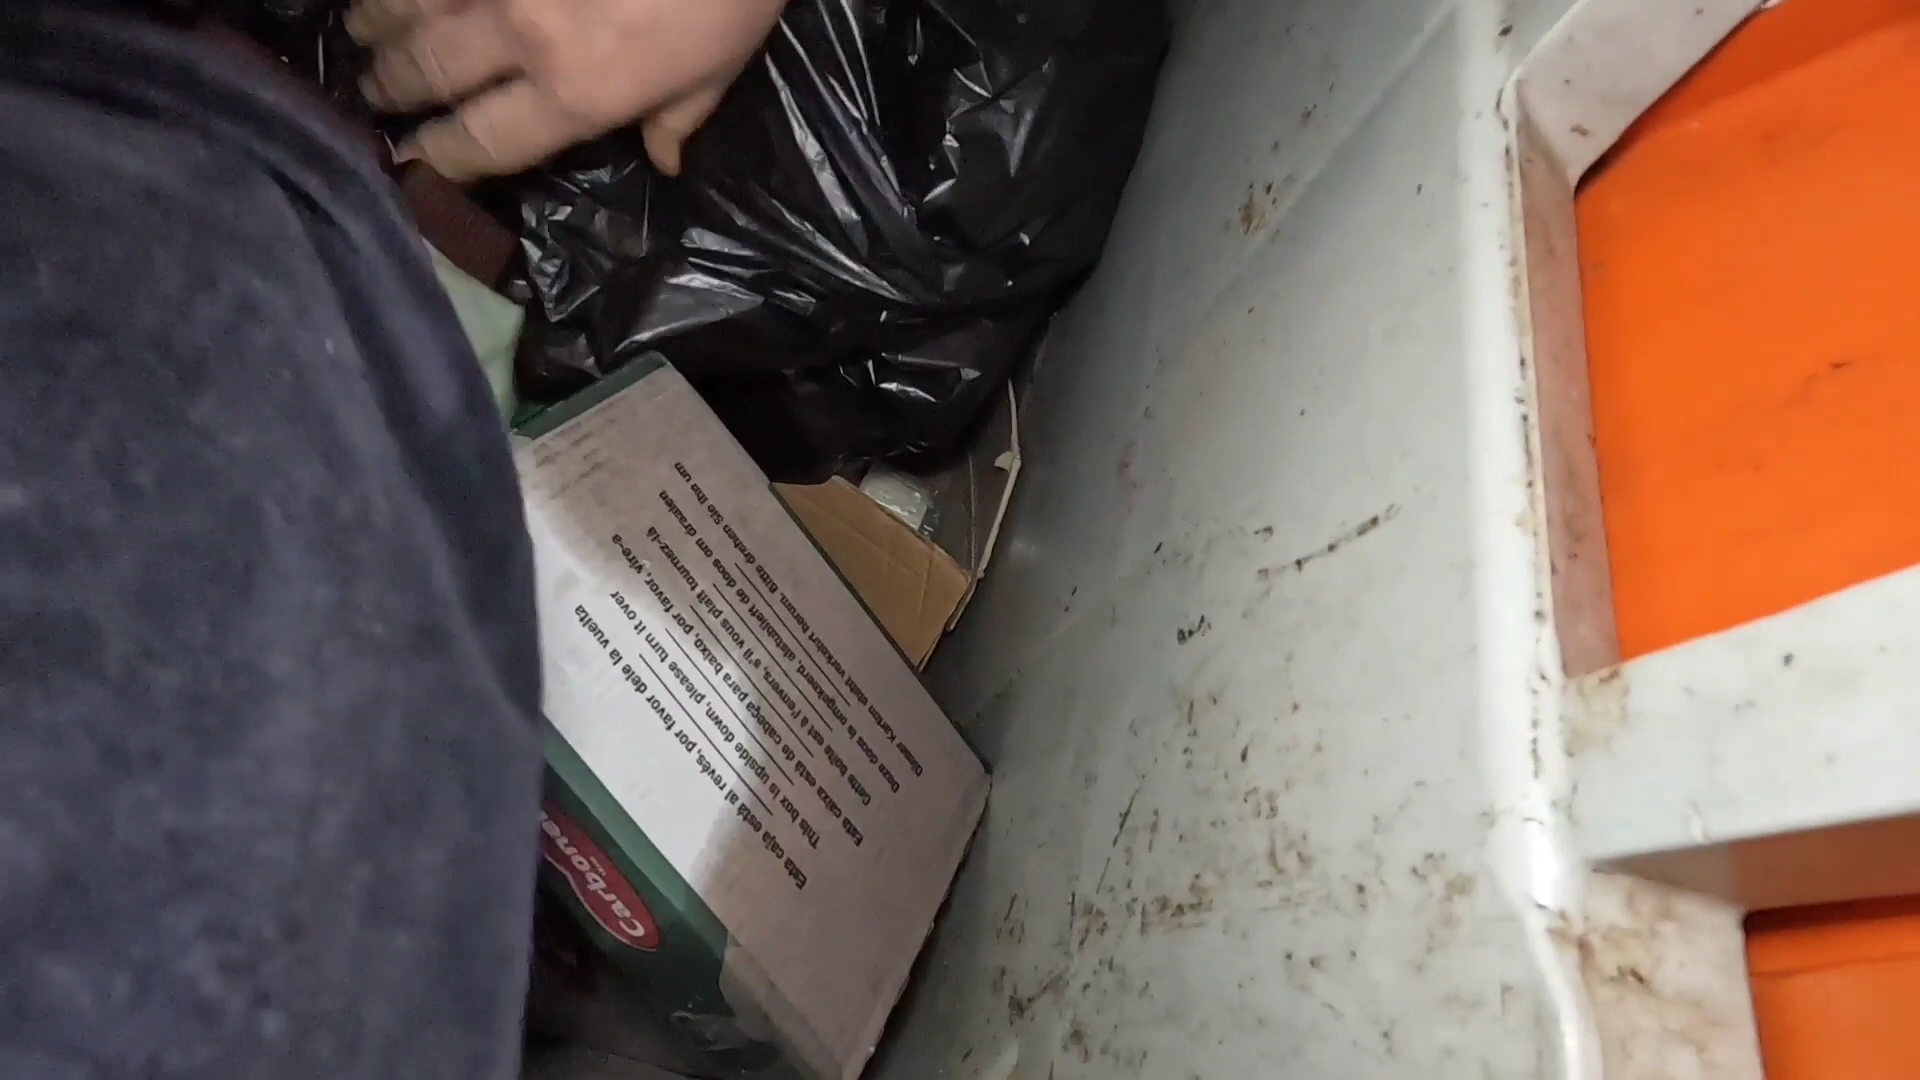 Esta caja está al revés, por favor dele la vuelta
This box is upside down, please turn it over
Esta caixa está de cabeça para baixo, por favor, vire-a
Cette boîte est à l'envers, s'il vous plaît tournez-là
Deze doos is omgekeerd, alstublieft de doos om draaien
Dieser Karton steht verkehrt herum. Bitte drehen Sie ihn um
Carbonell